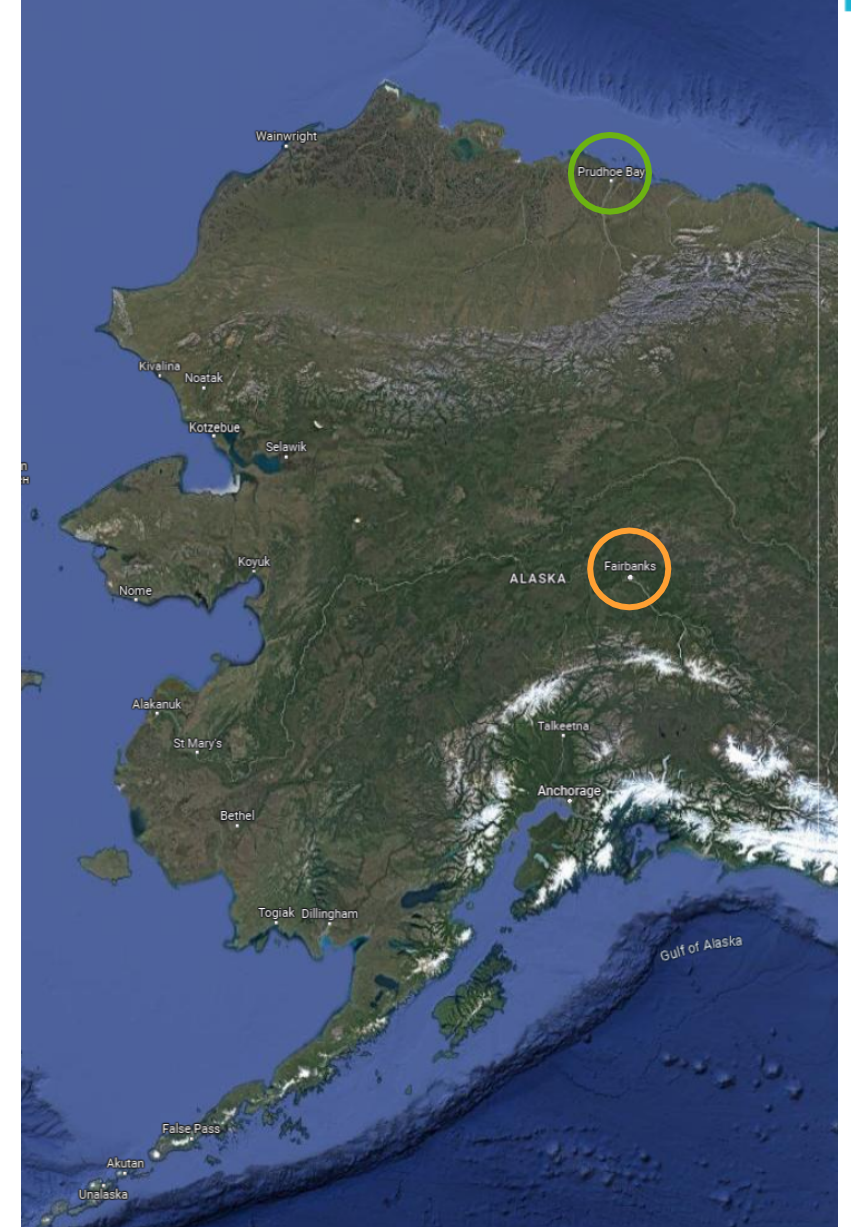 Wainwright
Prudhoe Bay
Kivalina
Noatak
Kotzebue
Selawik
Koyuk
Fairbanks
ALASKA
Nome
Alakanuk
Talkeetna
St Mary's
Anchorage
Bethel
Togiak
Dillingham
Gulf of Alaska
False Pass
Akutan
Unalaska